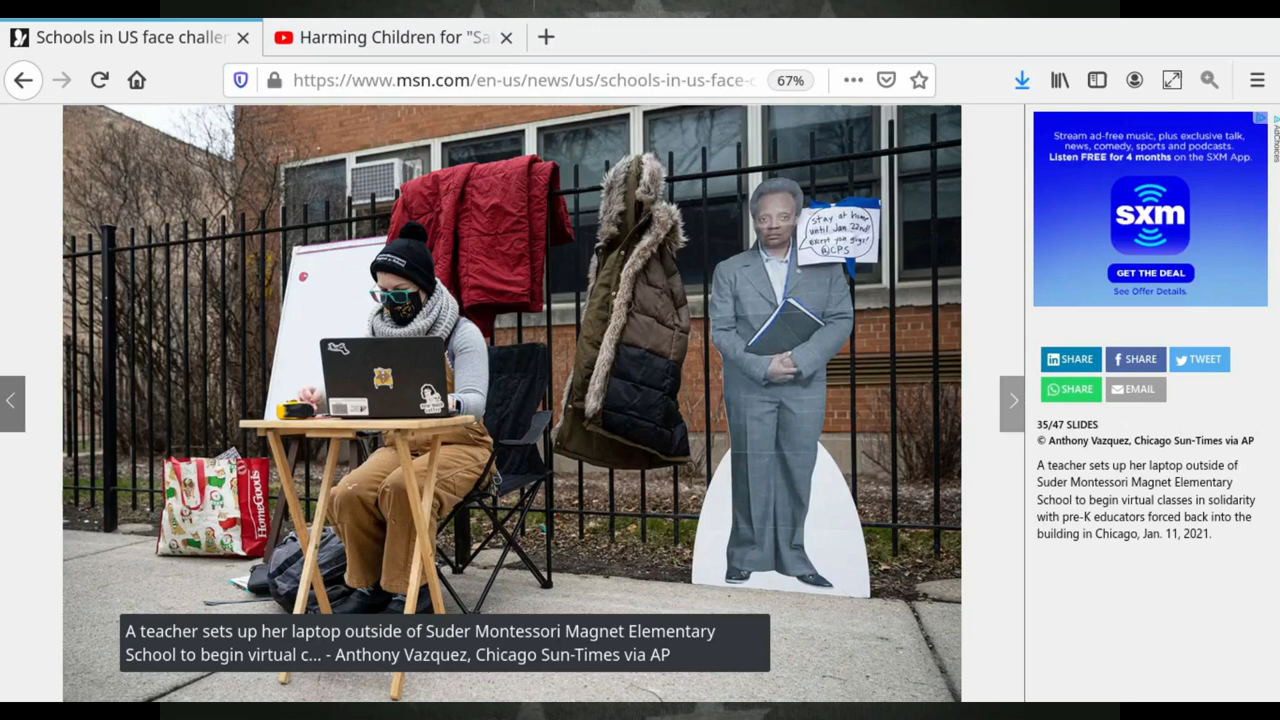 Schools in US face challer
Harming Children for "Sa
https://www.msn.com/en-us/news/us/schools-in-us-face-c
67%
Stream ad-free music, plus exclusive talk,
news, comedy, sports and podcasts.
Listen FREE for 4 months on the SXM App.
sxm
GET THE DEAL
See Offer Details.
AdChoices
stay at home
until Jan 22nd!
except you guys!
@CPS
HomeGoods
in SHARE
f SHARE
TWEET
SHARE
EMAIL
35/47 SLIDES
© Anthony Vazquez, Chicago Sun-Times via AP
A teacher sets up her laptop outside of
Suder Montessori Magnet Elementary
School to begin virtual classes in solidarity
with pre-K educators forced back into the
building in Chicago, Jan. 11, 2021.
A teacher sets up her laptop outside of Suder Montessori Magnet Elementary
School to begin virtual c... - Anthony Vazquez, Chicago Sun-Times via AP